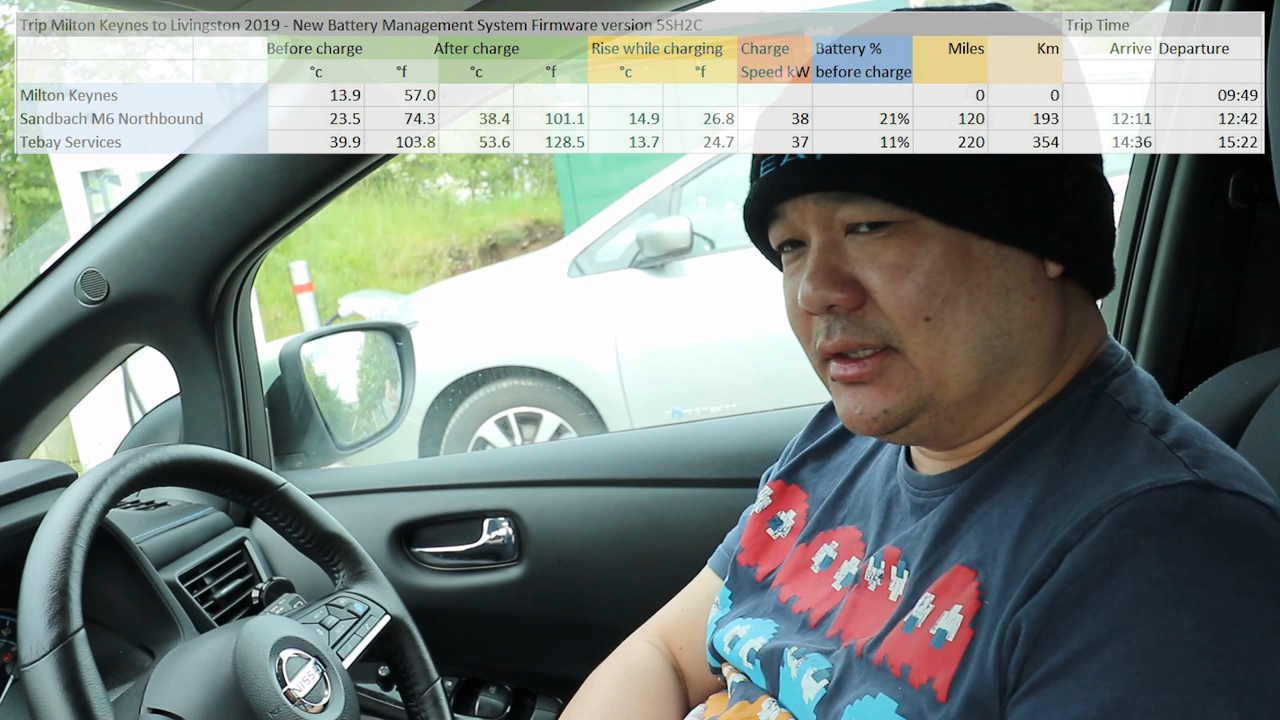 Trip Milton Keynes to Livingston 2019 - New Battery Management System Firmware version 5SH2C Trip Time
Before charge After charge Rise while charging Charge Battery % Miles Km Arrive Departure
°c °f °c °f °c °f Speed kW before charge
Milton Keynes 13.9 57.0 0 0 09:49
Sandbach M6 Northbound 23.5 74.3 38.4 101.1 14.9 26.8 38 21% 120 193 12:11 12:42
Tebay Services 39.9 103.8 53.6 128.5 13.7 24.7 37 11% 220 354 14:36 15:22
NISSAN